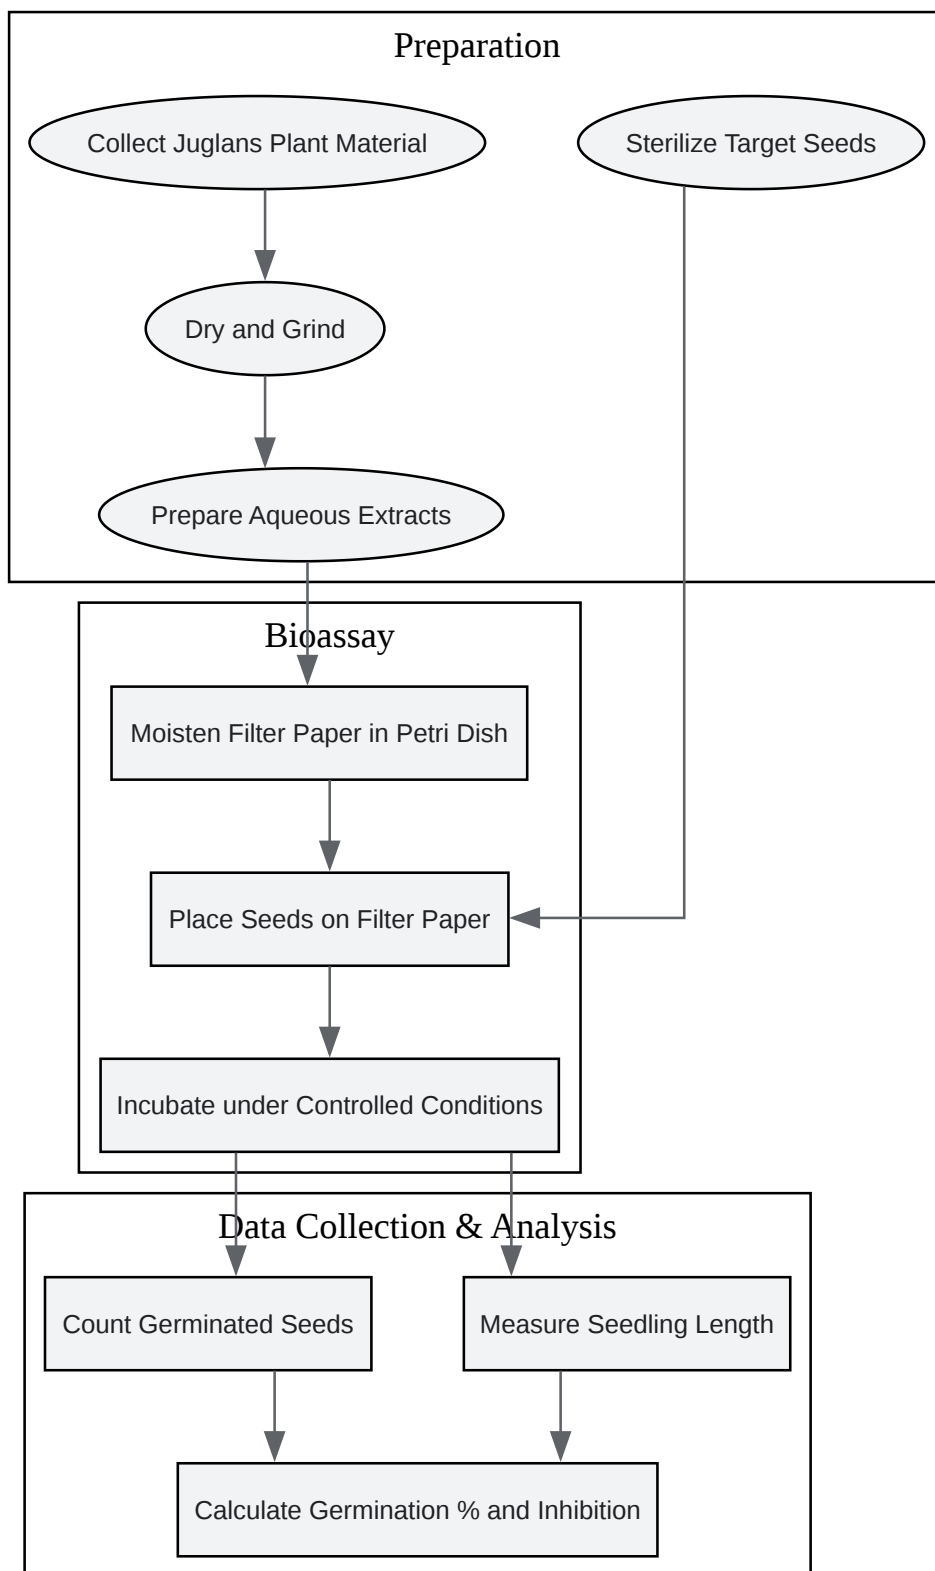 Preparation
Collect Juglans Plant Material
Sterilize Target Seeds
Dry and Grind
Prepare Aqueous Extracts
Bioassay
Moisten Filter Paper in Petri Dish
Place Seeds on Filter Paper
Incubate under Controlled Conditions
Data Collection & Analysis
Count Germinated Seeds
Measure Seedling Length
Calculate Germination % and Inhibition